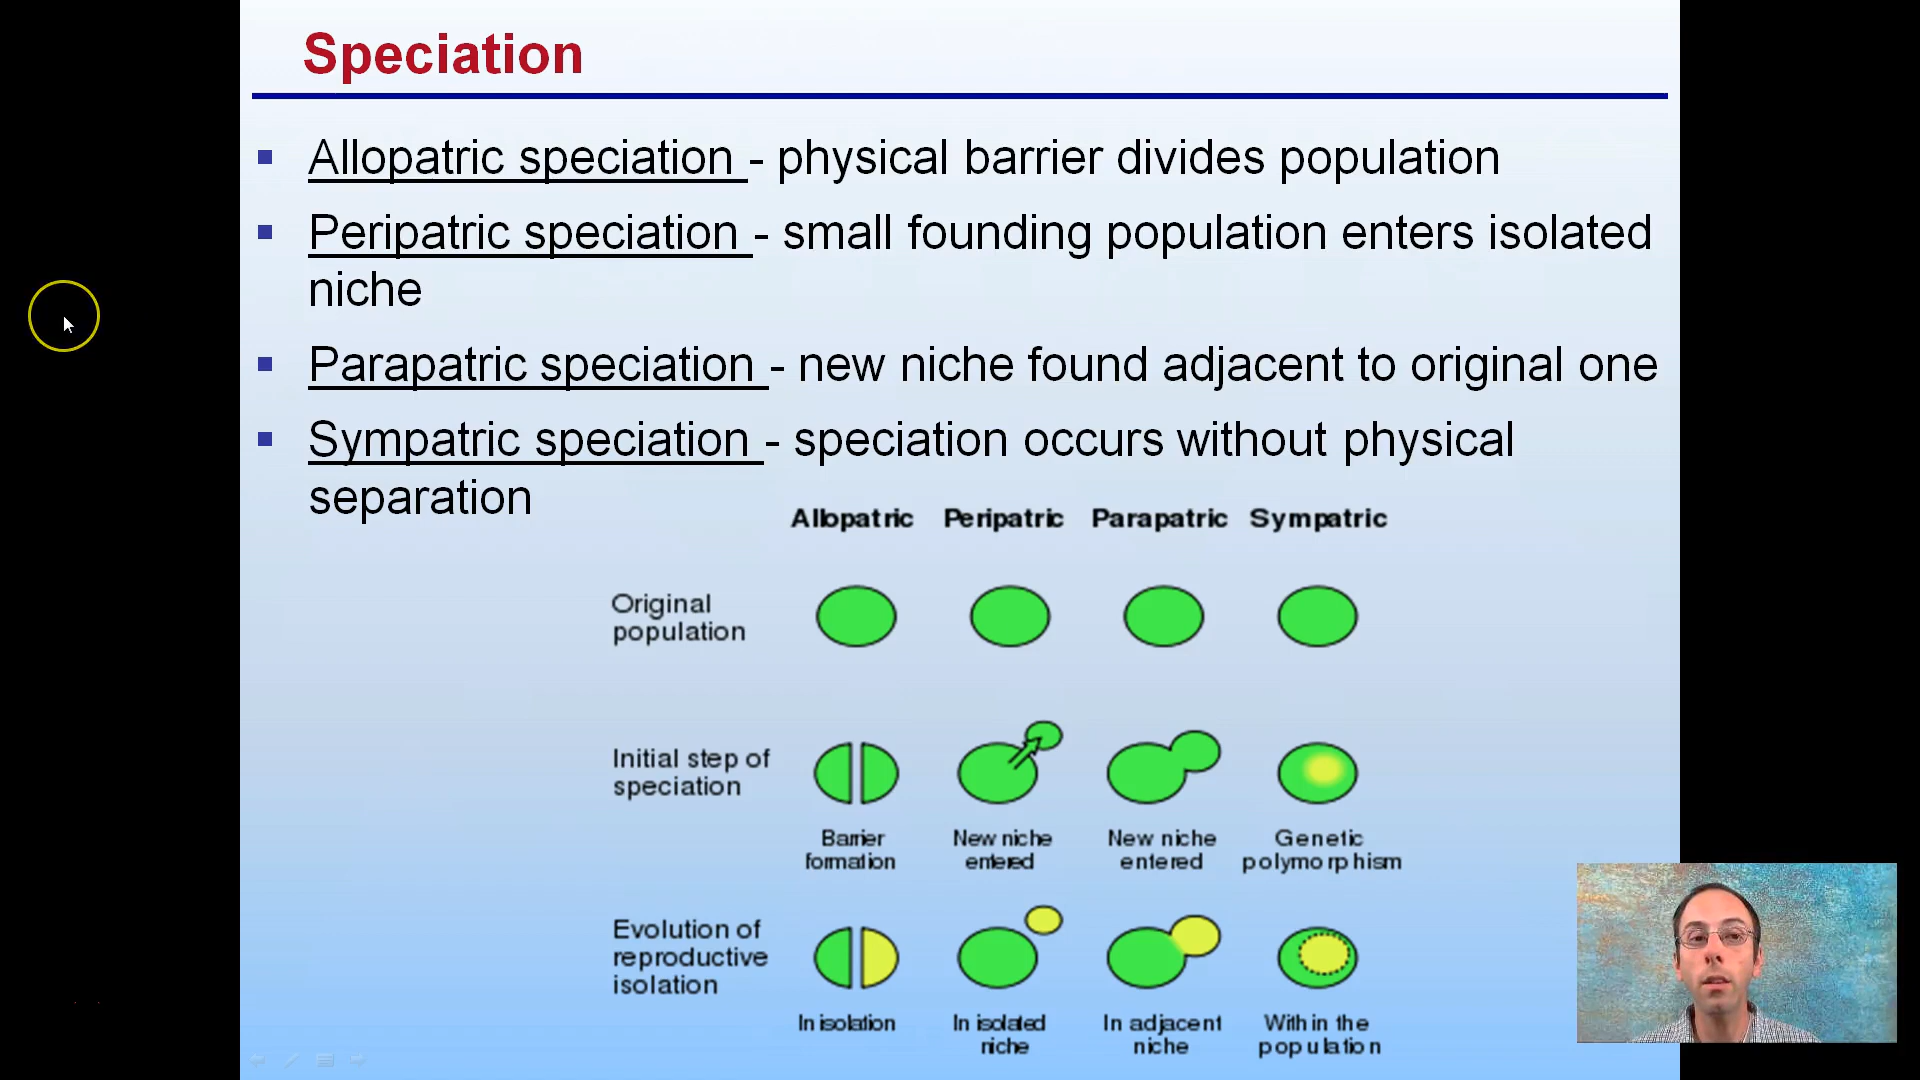 Speciation
Allopatric speciation - physical barrier divides population
Peripatric speciation - small founding population enters isolated
niche
Parapatric speciation - new niche found adjacent to original one
Sympatric speciation - speciation occurs without physical
separation
Allopatric Peripatric Parapatric Sympatric
Original
population
Initial step of
speciation
Barrier
formation
New niche
entered
New niche
entered
Genetic
polymorphism
Evolution of
reproductive
isolation
In isolation
In isolated
niche
In adjacent
niche
Within the
population